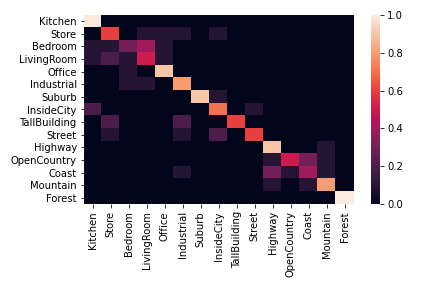 Kitchen
Store
Bedroom
LivingRoom
Office
Industrial
Suburb
InsideCity
TallBuilding
Street
Highway
OpenCountry
Coast
Mountain
Forest
Kitchen
Store
Bedroom
LivingRoom
Office
Industrial
Suburb
InsideCity
TallBuilding
Street
Highway
OpenCountry
Coast
Mountain
Forest
1.0
0.8
0.6
0.4
0.2
0.0